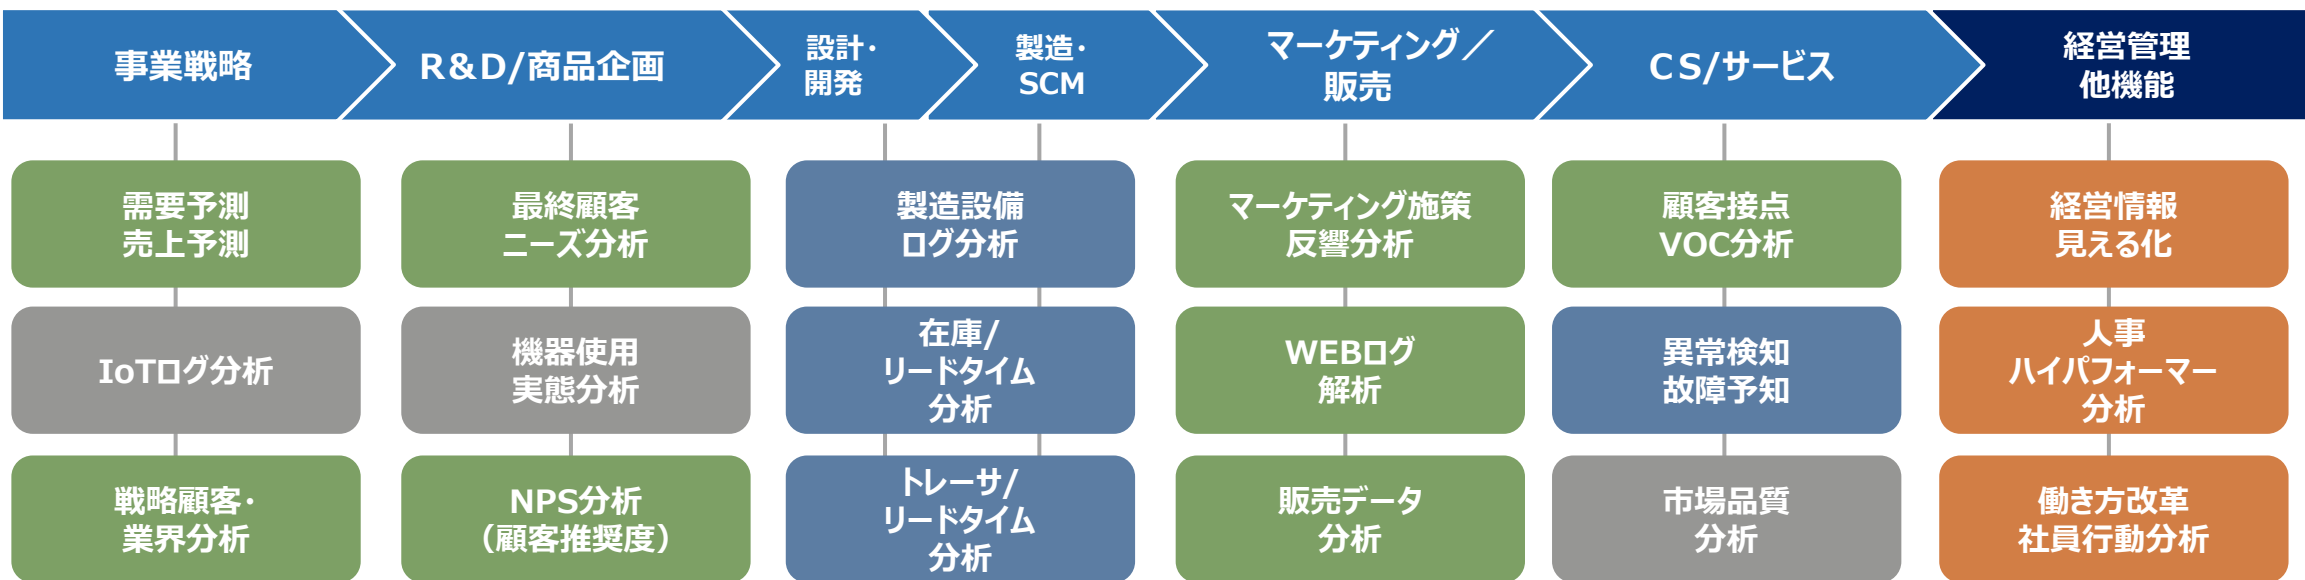 事業戦略
R&D/商品企画
設計・
開発
製造・
SCM
マーケティング／
販売
CS/サービス
経営管理
他機能
需要予測
売上予測
最終顧客
ニーズ分析
製造設備
ログ分析
マーケティング施策
反響分析
顧客接点
VOC分析
経営情報
見える化
IoTログ分析
機器使用
実態分析
在庫/
リードタイム
分析
WEBログ
解析
異常検知
故障予知
人事
ハイパフォーマー
分析
戦略顧客・
業界分析
NPS分析
（顧客推奨度）
トレーサ/
リードタイム
分析
販売データ
分析
市場品質
分析
働き方改革
社員行動分析